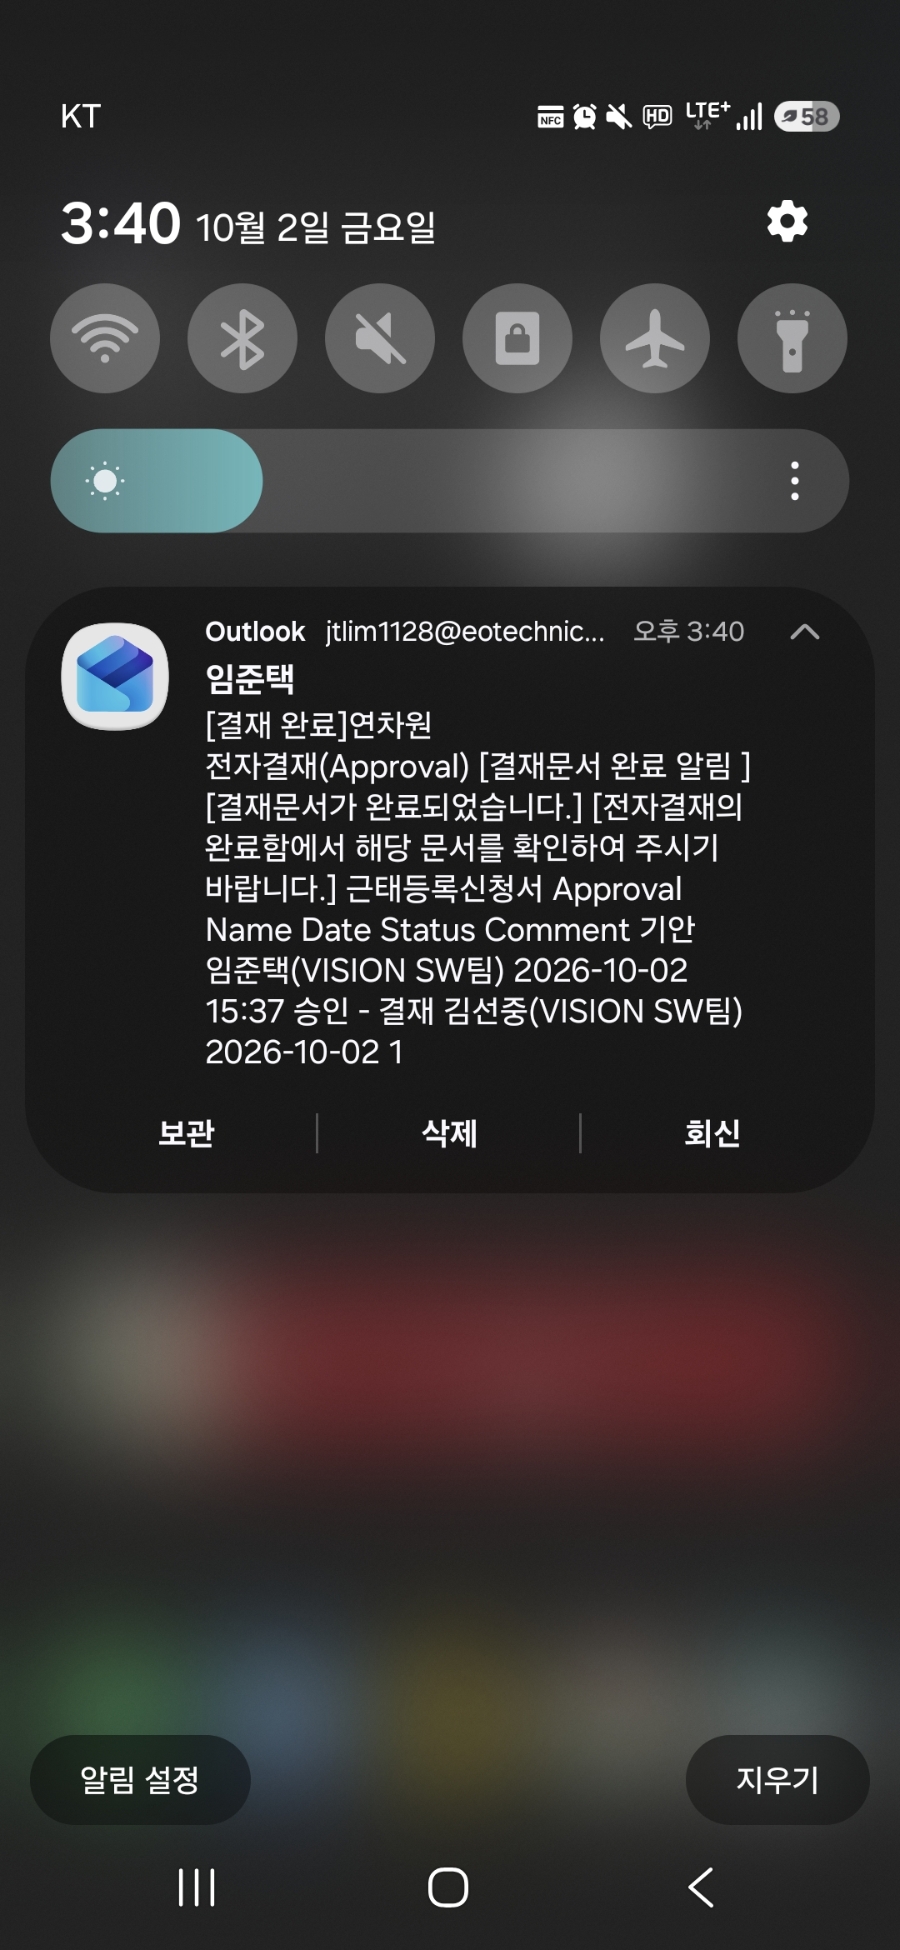 KT
NFC HD LTE+ 58
3:40 10월 2일 금요일
Outlook jtlim1128@eotechnic... 오후 3:40
임준택
[결재 완료]연차원
전자결재(Approval) [결재문서 완료 알림 ]
[결재문서가 완료되었습니다.] [전자결재의
완료함에서 해당 문서를 확인하여 주시기
바랍니다.] 근태등록신청서 Approval
Name Date Status Comment 기안
임준택(VISION SW팀) 2026-10-02
15:37 승인 - 결재 김선중(VISION SW팀)
2026-10-02 1
보관 삭제 회신
알림 설정 지우기